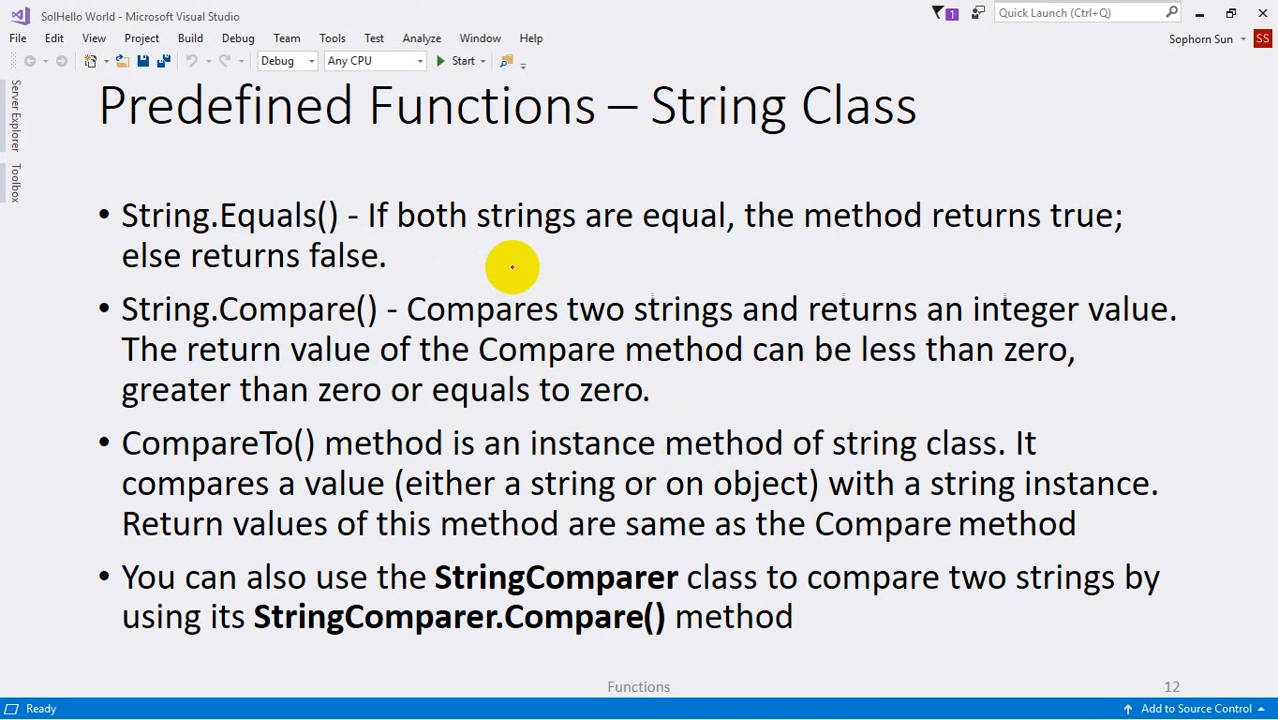 SolHello World - Microsoft Visual Studio
1
Quick Launch (Ctrl+Q)
File Edit View Project Build Debug Team Tools Test Analyze Window Help
Sophorn Sun
SS
Debug
Any CPU
Start
Server Explorer
Toolbox
Predefined Functions – String Class
• String.Equals() - If both strings are equal, the method returns true;
else returns false.
• String.Compare() - Compares two strings and returns an integer value.
The return value of the Compare method can be less than zero,
greater than zero or equals to zero.
• CompareTo() method is an instance method of string class. It
compares a value (either a string or on object) with a string instance.
Return values of this method are same as the Compare method
• You can also use the StringComparer class to compare two strings by
using its StringComparer.Compare() method
Functions
12
Ready
Add to Source Control